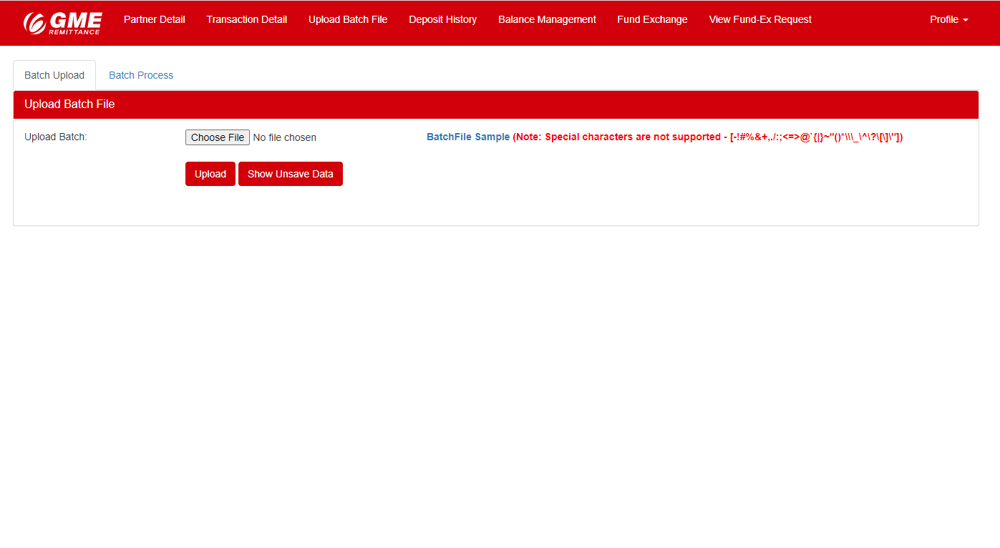 GME REMITTANCE Partner Detail Transaction Detail Upload Batch File Deposit History Balance Management Fund Exchange View Fund-Ex Request Profile
Batch Upload Batch Process
Upload Batch File
Upload Batch: Choose File No file chosen BatchFile Sample (Note: Special characters are not supported - [-!#%&+,./:;<=>@`{|}~"()*\\\_\^\?\[\]\''])
Upload Show Unsave Data